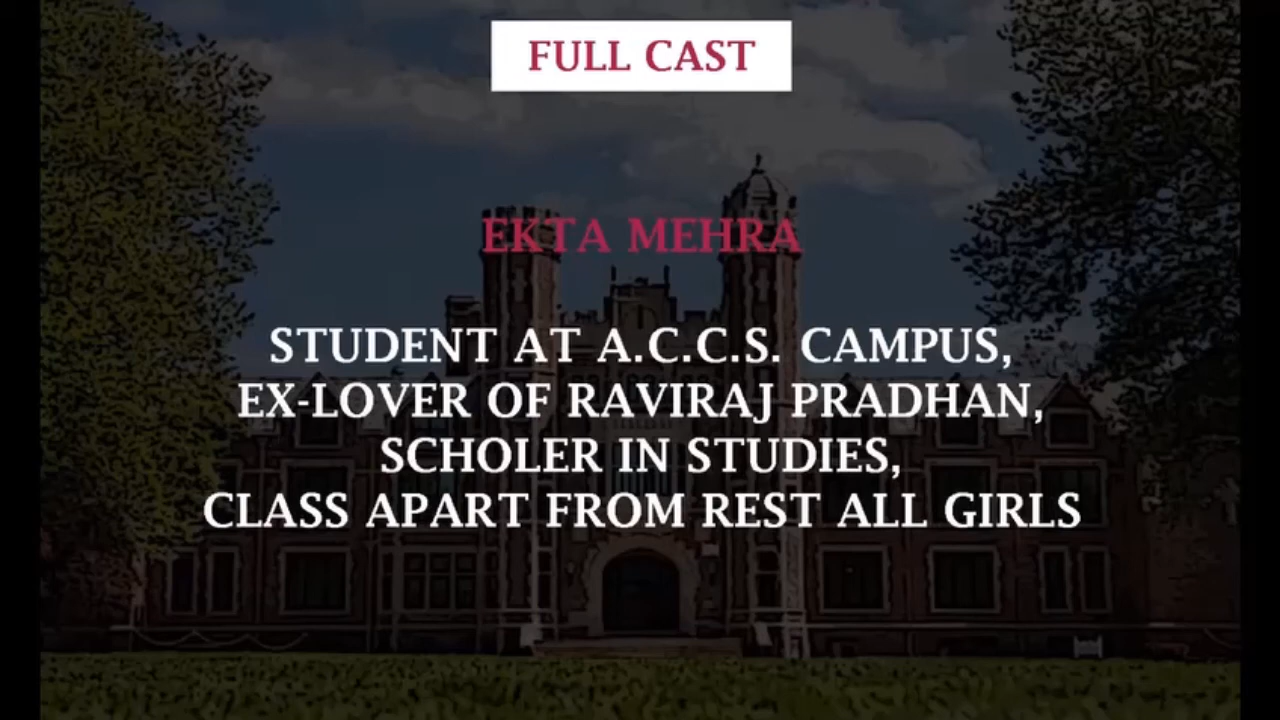 FULL CAST
EKTA MEHRA
STUDENT AT A.C.C.S. CAMPUS,
EX-LOVER OF RAVIRAJ PRADHAN,
SCHOLER IN STUDIES,
CLASS APART FROM REST ALL GIRLS